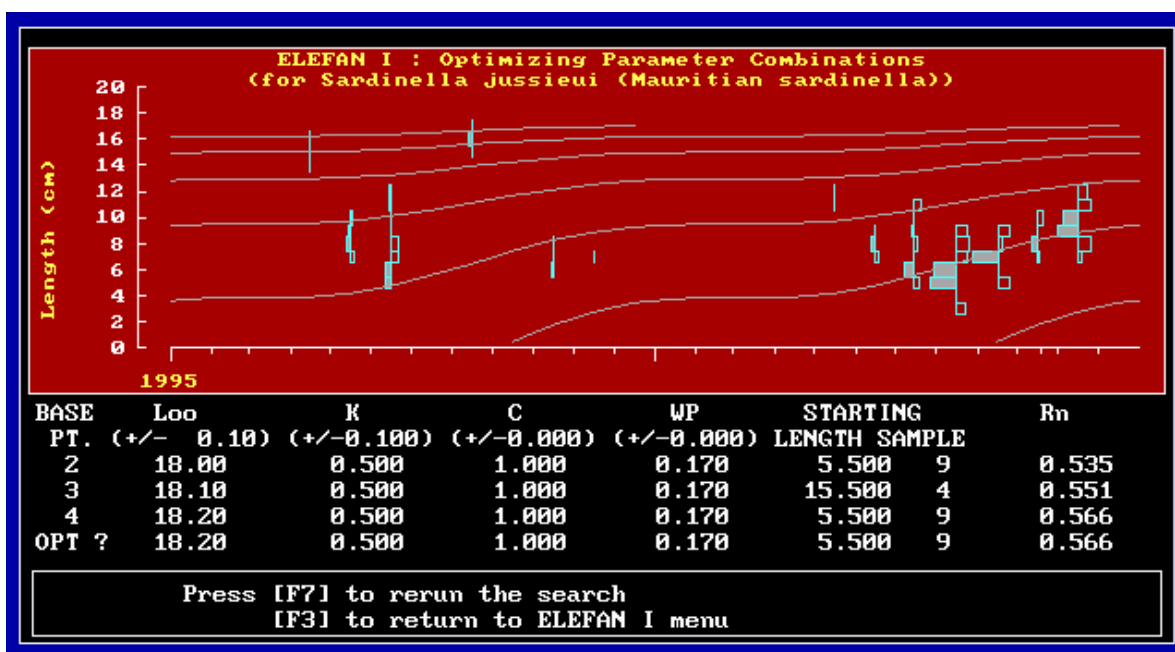 ELEFAN I : Optimizing Parameter Combinations
(for Sardinella jussieui (Mauritian sardinella))
20
18
16
14
12
10
8
6
4
2
0
Length (cm)
1995
BASE Loo K C WP STARTING Rn
PT. (+/- 0.10) (+/-0.100) (+/-0.000) (+/-0.000) LENGTH SAMPLE
2 18.00 0.500 1.000 0.170 5.500 9 0.535
3 18.10 0.500 1.000 0.170 15.500 4 0.551
4 18.20 0.500 1.000 0.170 5.500 9 0.566
OPT ? 18.20 0.500 1.000 0.170 5.500 9 0.566
Press [F7] to rerun the search
[F3] to return to ELEFAN I menu